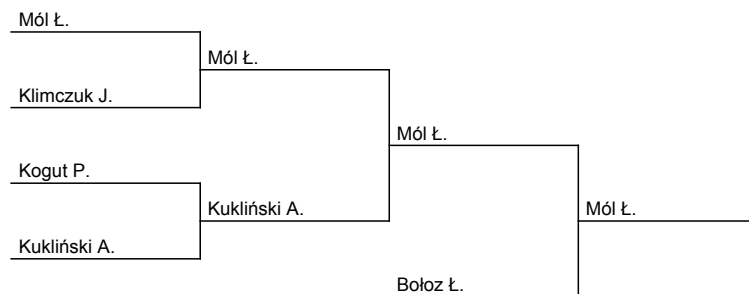 Mól Ł.
Mól Ł.
Klimczuk J.
Mól Ł.
Kogut P.
Kukliński A.
Mól Ł.
Kukliński A.
Bołoz Ł.